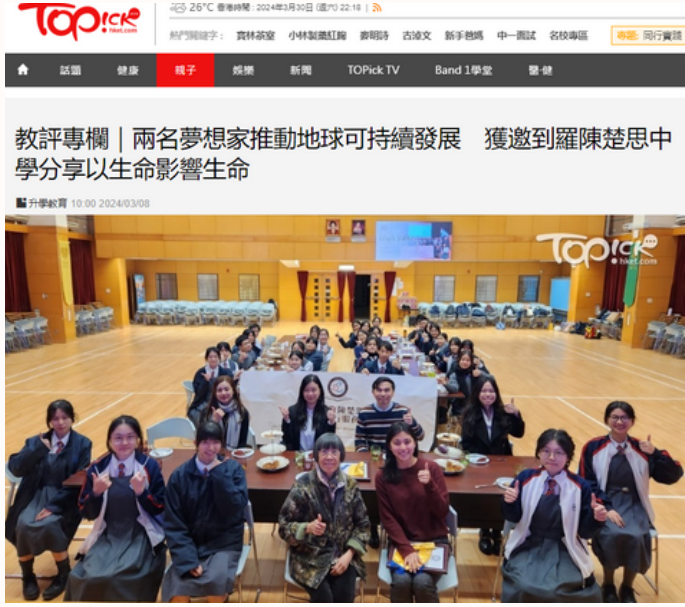 TOPick
hket.com
26°C 香港時間 : 2024年3月30日 (週六) 22:18
熱門關鍵字： 賣林茶室 小林製藥紅麴 麥明詩 古淖文 新手爸媽 中一面試 名校專區 專題: 同行貴躂
話題 健康 親子 娛樂 新聞 TOPick TV Band 1學堂 醫·健
教評專欄｜兩名夢想家推動地球可持續發展　獲邀到羅陳楚思中
學分享以生命影響生命
升學教育 10:00 2024/03/08
TOPick
hket.com
陳楚